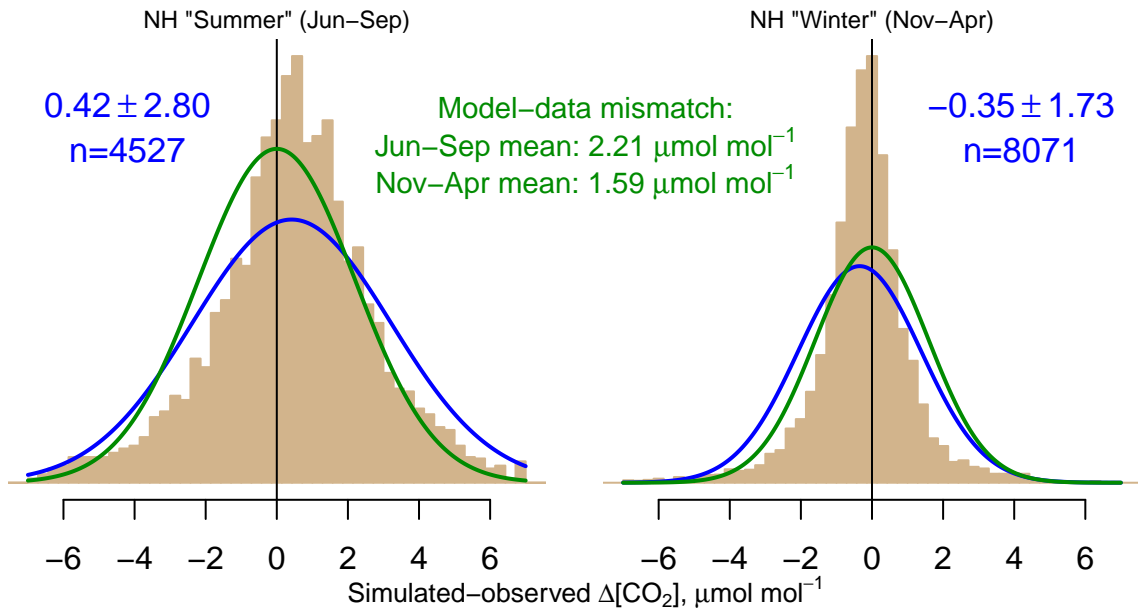 NH "Summer" (Jun−Sep)
NH "Winter" (Nov−Apr)
0.42 ± 2.80
n=4527
Model−data mismatch:
Jun−Sep mean: 2.21 μmol mol⁻¹
Nov−Apr mean: 1.59 μmol mol⁻¹
−0.35 ± 1.73
n=8071
−6 −4 −2 0 2 4 6
−6 −4 −2 0 2 4 6
Simulated−observed Δ[CO₂], μmol mol⁻¹